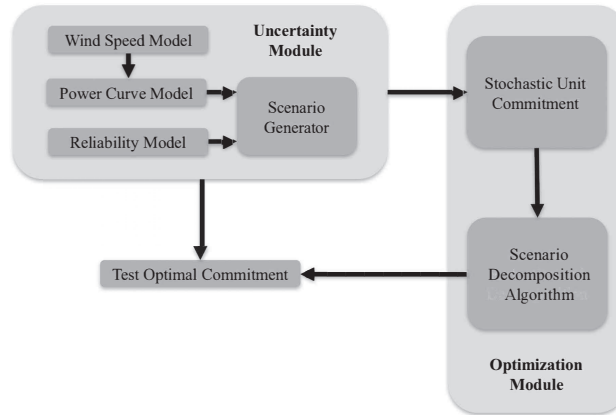 Wind Speed Model
Uncertainty
Module
Power Curve Model
Scenario
Generator
Reliability Model
Stochastic Unit
Commitment
Test Optimal Commitment
Scenario
Decomposition
Algorithm
Optimization
Module